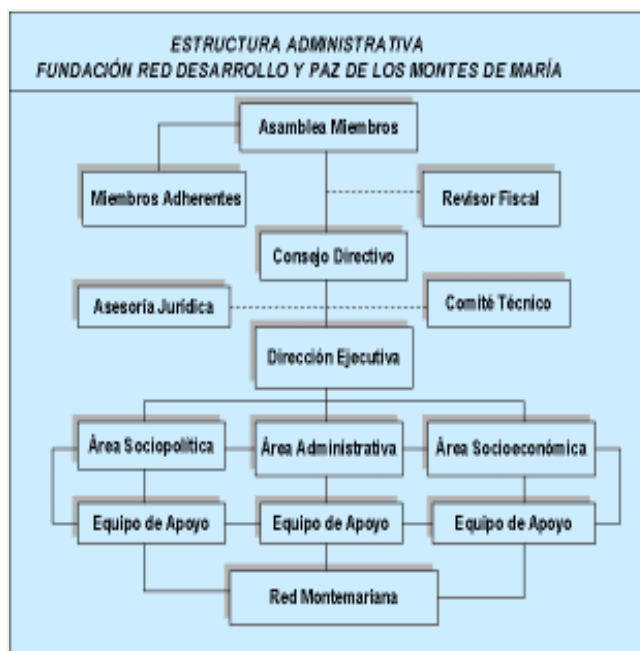 ESTRUCTURA ADMINISTRATIVA
FUNDACIÓN RED DESARROLLO Y PAZ DE LOS MONTES DE MARÍA
Asamblea Miembros
Miembros Adherentes
Revisor Fiscal
Consejo Directivo
Asesoría Jurídica
Comité Técnico
Dirección Ejecutiva
Área Sociopolítica
Área Administrativa
Área Socioeconómica
Equipo de Apoyo
Equipo de Apoyo
Equipo de Apoyo
Red Montemariana